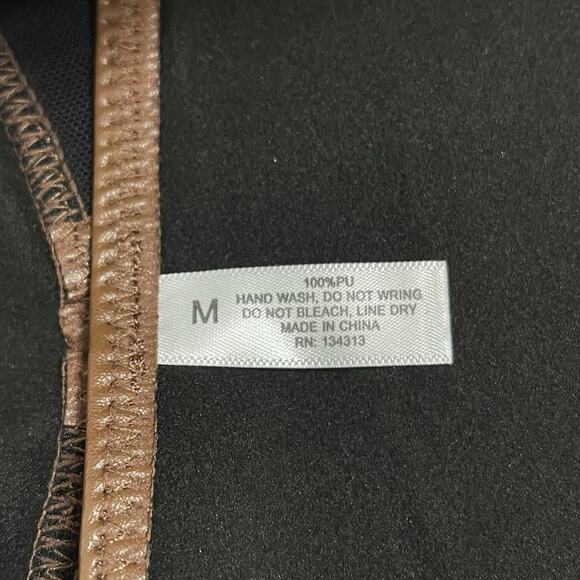 M
100%PU
HAND WASH, DO NOT WRING
DO NOT BLEACH, LINE DRY
MADE IN CHINA
RN: 134313